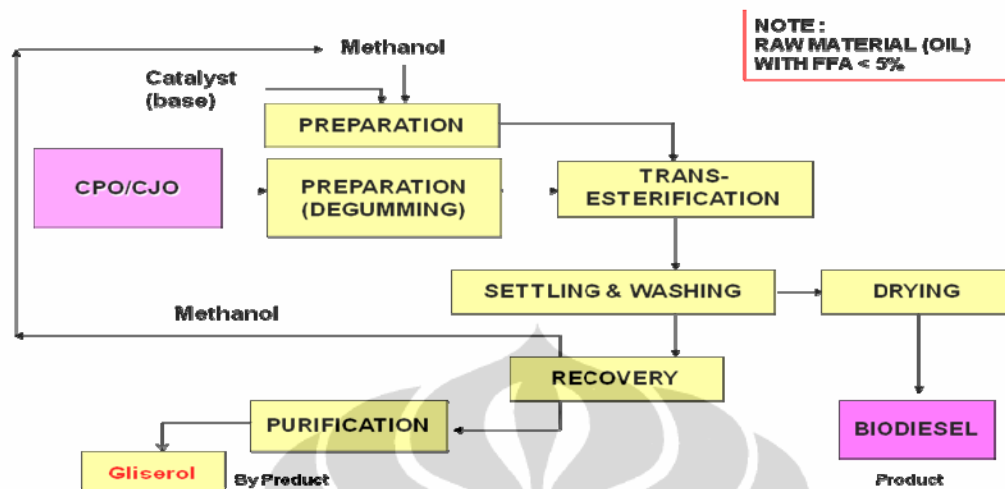 NOTE :
RAW MATERIAL (OIL)
WITH FFA < 5%
Methanol
Catalyst
(base)
PREPARATION
CPO/CJO
PREPARATION
(DEGUMMING)
TRANS-
ESTERIFICATION
SETTLING & WASHING
DRYING
Methanol
RECOVERY
PURIFICATION
BIODIESEL
Gliserol
By Product
Product